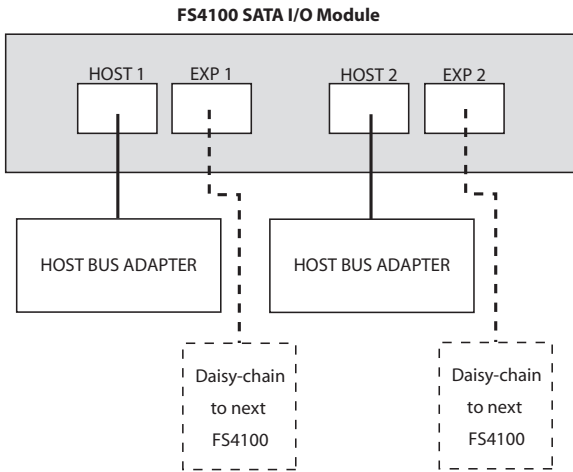 FS4100 SATA I/O Module
HOST 1
EXP 1
HOST 2
EXP 2
HOST BUS ADAPTER
HOST BUS ADAPTER
Daisy-chain
to next
FS4100
Daisy-chain
to next
FS4100